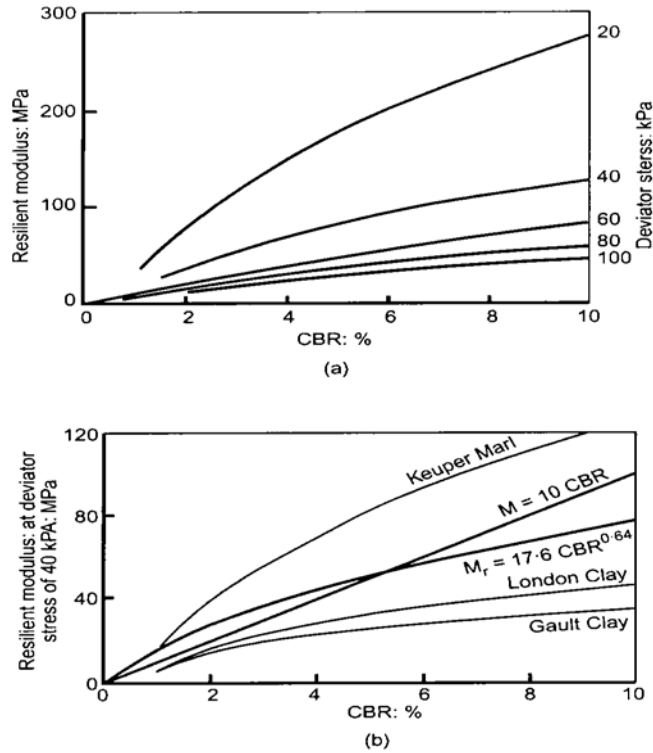 300
200
100
0
Resilient modulus: MPa
20
40
60
80
100
Deviator sterss: kPa
0 2 4 6 8 10
CBR: %
(a)
120
80
40
0
Resilient modulus: at deviator
stress of 40 kPA: MPa
Keuper Marl
M = 10 CBR
Mr = 17·6 CBR^0·64
London Clay
Gault Clay
0 2 4 6 8 10
CBR: %
(b)